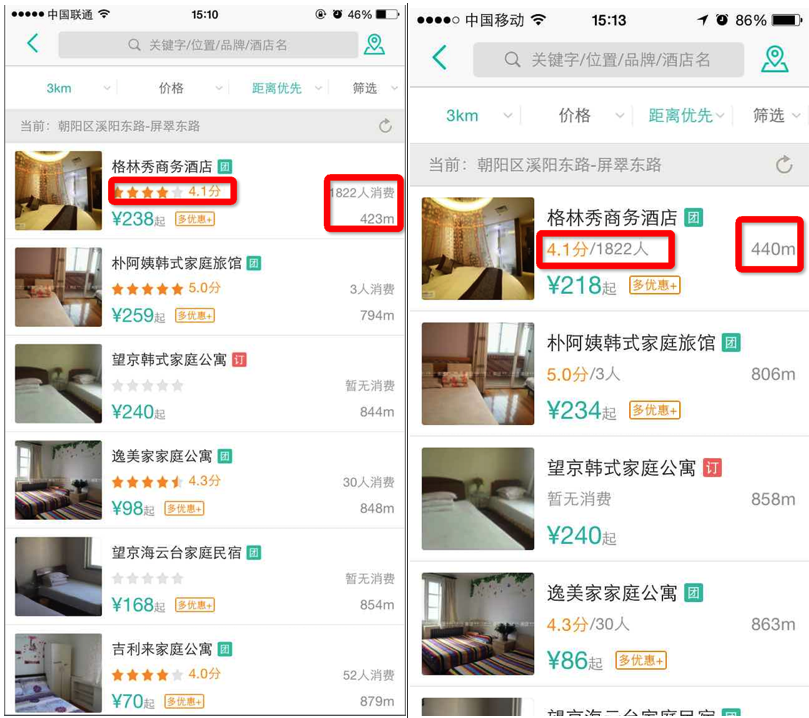 中国联通
15:10
46%
关键字/位置/品牌/酒店名
3km
价格
距离优先
筛选
当前：朝阳区溪阳东路-屏翠东路
格林秀商务酒店 团
4.1分
1822人消费
¥238起
多优惠+
423m
朴阿姨韩式家庭旅馆 团
5.0分
3人消费
¥259起
多优惠+
794m
望京韩式家庭公寓 订
暂无消费
¥240起
844m
逸美家家庭公寓 团
4.3分
30人消费
¥98起
多优惠+
848m
望京海云台家庭民宿 团
暂无消费
¥168起
多优惠+
854m
吉利来家庭公寓 团
4.0分
52人消费
¥70起
多优惠+
879m
中国移动
15:13
86%
关键字/位置/品牌/酒店名
3km
价格
距离优先
筛选
当前：朝阳区溪阳东路-屏翠东路
格林秀商务酒店 团
4.1分/1822人
440m
¥218起
多优惠+
朴阿姨韩式家庭旅馆 团
5.0分/3人
806m
¥234起
多优惠+
望京韩式家庭公寓 订
暂无消费
858m
¥240起
逸美家家庭公寓 团
4.3分/30人
863m
¥86起
多优惠+
望京海云台家庭民宿 团